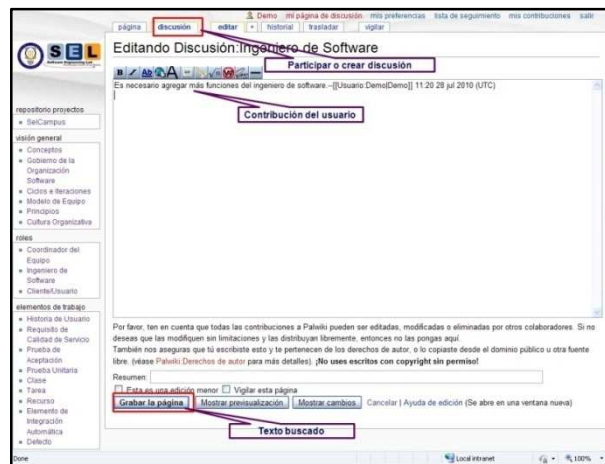 Demo mi página de discusión mis preferencias lista de seguimiento mis contribuciones salir
página discusión editar + historial trasladar vigilar
SEL
Editando Discusión:Ingeniero de Software
Participar o crear discusión
Es necesario agregar más funciones del ingeniero de software.--[[Usuario:Demo|Demo]] 11:20 28 jul 2010 (UTC)
Contribución del usuario
repositorio proyectos
SelCampus
visión general
Conceptos
Gobierno de la
Organización
Software
Ciclos e Iteraciones
Modelo de Equipo
Principios
Cultura Organizativa
roles
Coordinador del
Equipo
Ingeniero de
Software
Cliente/Usuario
elementos de trabajo
Historia de Usuario
Requisito de
Calidad de Servicio
Prueba de
Aceptación
Prueba Unitaria
Clase
Tarea
Recurso
Elemento de
Integración
Automática
Defecto
Por favor, ten en cuenta que todas las contribuciones a Palwiki pueden ser editadas, modificadas o eliminadas por otros colaboradores. Si no
deseas que las modifiquen sin limitaciones y las distribuyan libremente, entonces no las pongas aquí.
También nos aseguras que tú escribiste esto y te pertenecen de los derechos de autor, o lo copiaste desde el dominio público u otra fuente
libre. (véase Palwiki:Derechos de autor para más detalles). ¡No uses escritos con copyright sin permiso!
Resumen:
Esta es una edición menor Vigilar esta página
Grabar la página Mostrar previsualización Mostrar cambios Cancelar | Ayuda de edición (Se abre en una ventana nueva)
Texto buscado
Done Local intranet 100%